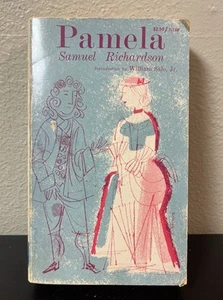 Pamela
Samuel Richardson
Introduction by William Sale, Jr.